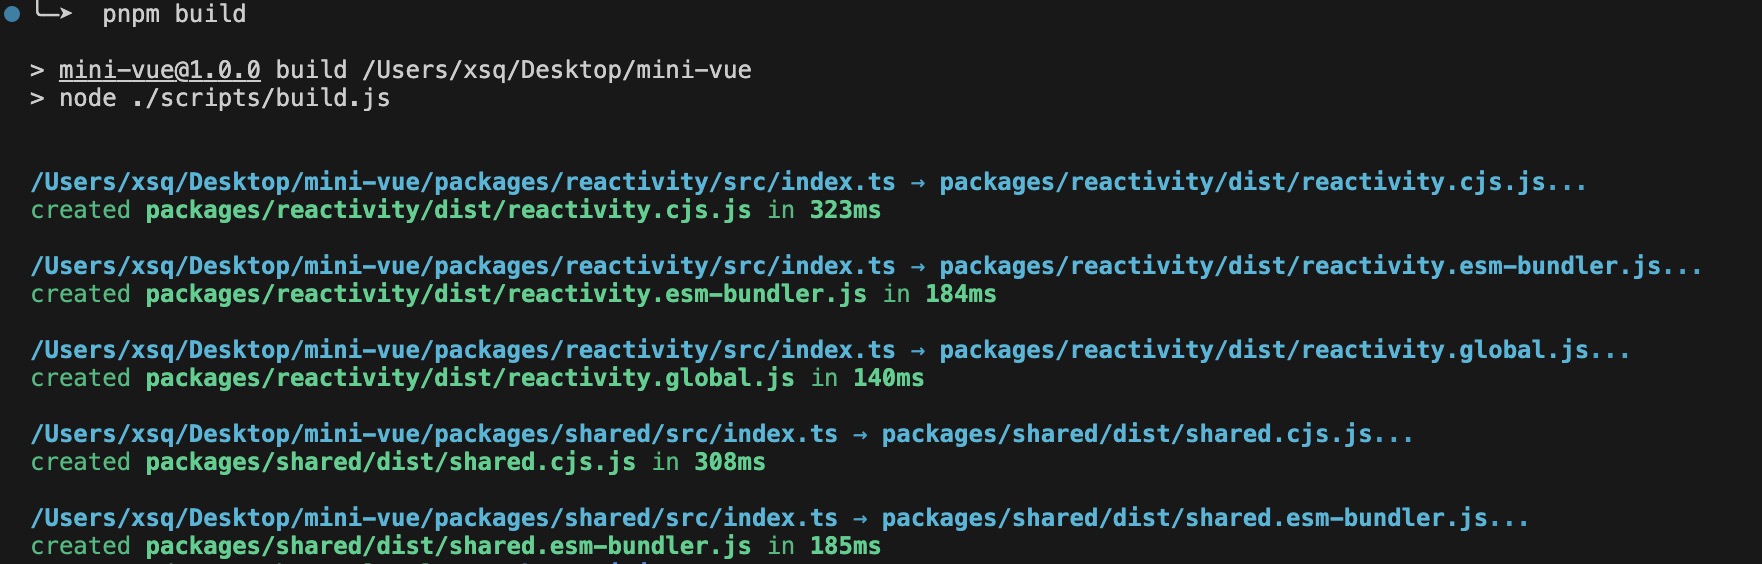 pnpm build
> mini-vue@1.0.0 build /Users/xsq/Desktop/mini-vue
> node ./scripts/build.js
/Users/xsq/Desktop/mini-vue/packages/reactivity/src/index.ts → packages/reactivity/dist/reactivity.cjs.js...
created packages/reactivity/dist/reactivity.cjs.js in 323ms
/Users/xsq/Desktop/mini-vue/packages/reactivity/src/index.ts → packages/reactivity/dist/reactivity.esm-bundler.js...
created packages/reactivity/dist/reactivity.esm-bundler.js in 184ms
/Users/xsq/Desktop/mini-vue/packages/reactivity/src/index.ts → packages/reactivity/dist/reactivity.global.js...
created packages/reactivity/dist/reactivity.global.js in 140ms
/Users/xsq/Desktop/mini-vue/packages/shared/src/index.ts → packages/shared/dist/shared.cjs.js...
created packages/shared/dist/shared.cjs.js in 308ms
/Users/xsq/Desktop/mini-vue/packages/shared/src/index.ts → packages/shared/dist/shared.esm-bundler.js...
created packages/shared/dist/shared.esm-bundler.js in 185ms